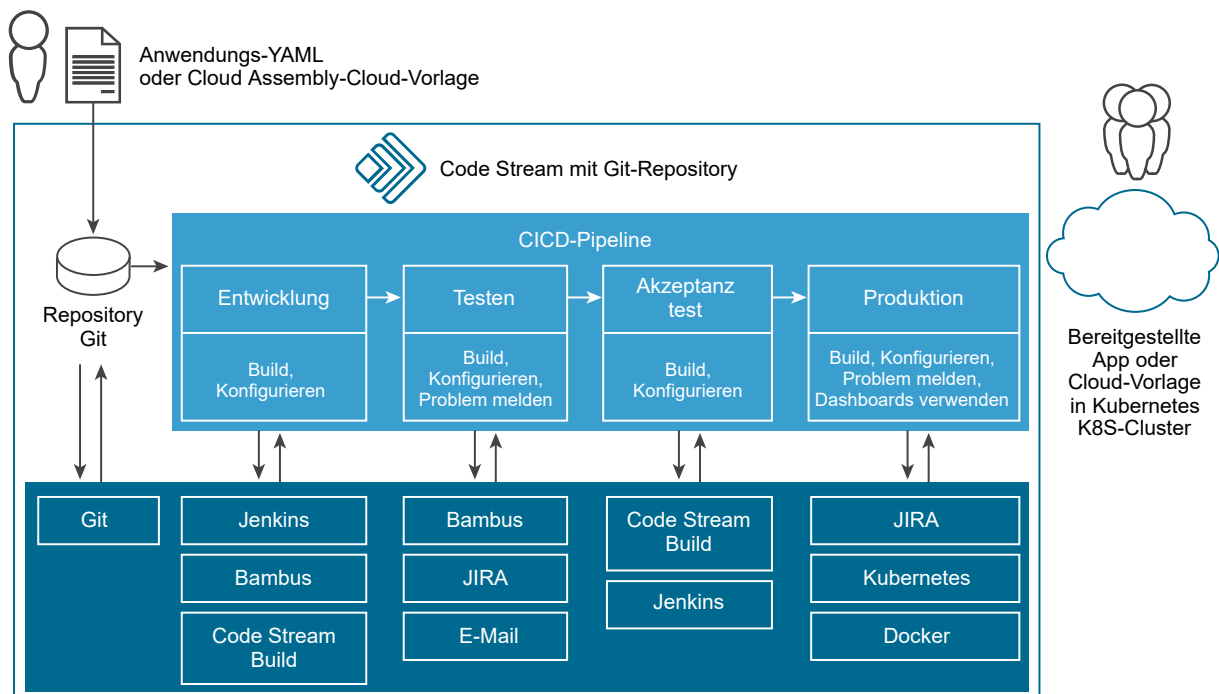 Anwendungs-YAML
oder Cloud Assembly-Cloud-Vorlage
Code Stream mit Git-Repository
CICD-Pipeline
Repository
Git
Entwicklung
Build,
Konfigurieren
Testen
Build,
Konfigurieren,
Problem melden
Akzeptanz
test
Build,
Konfigurieren
Produktion
Build, Konfigurieren,
Problem melden,
Dashboards verwenden
Bereitgestellte
App oder
Cloud-Vorlage
in Kubernetes
K8S-Cluster
Git
Jenkins
Bambus
Code Stream
Build
Bambus
JIRA
E-Mail
Code Stream
Build
Jenkins
JIRA
Kubernetes
Docker